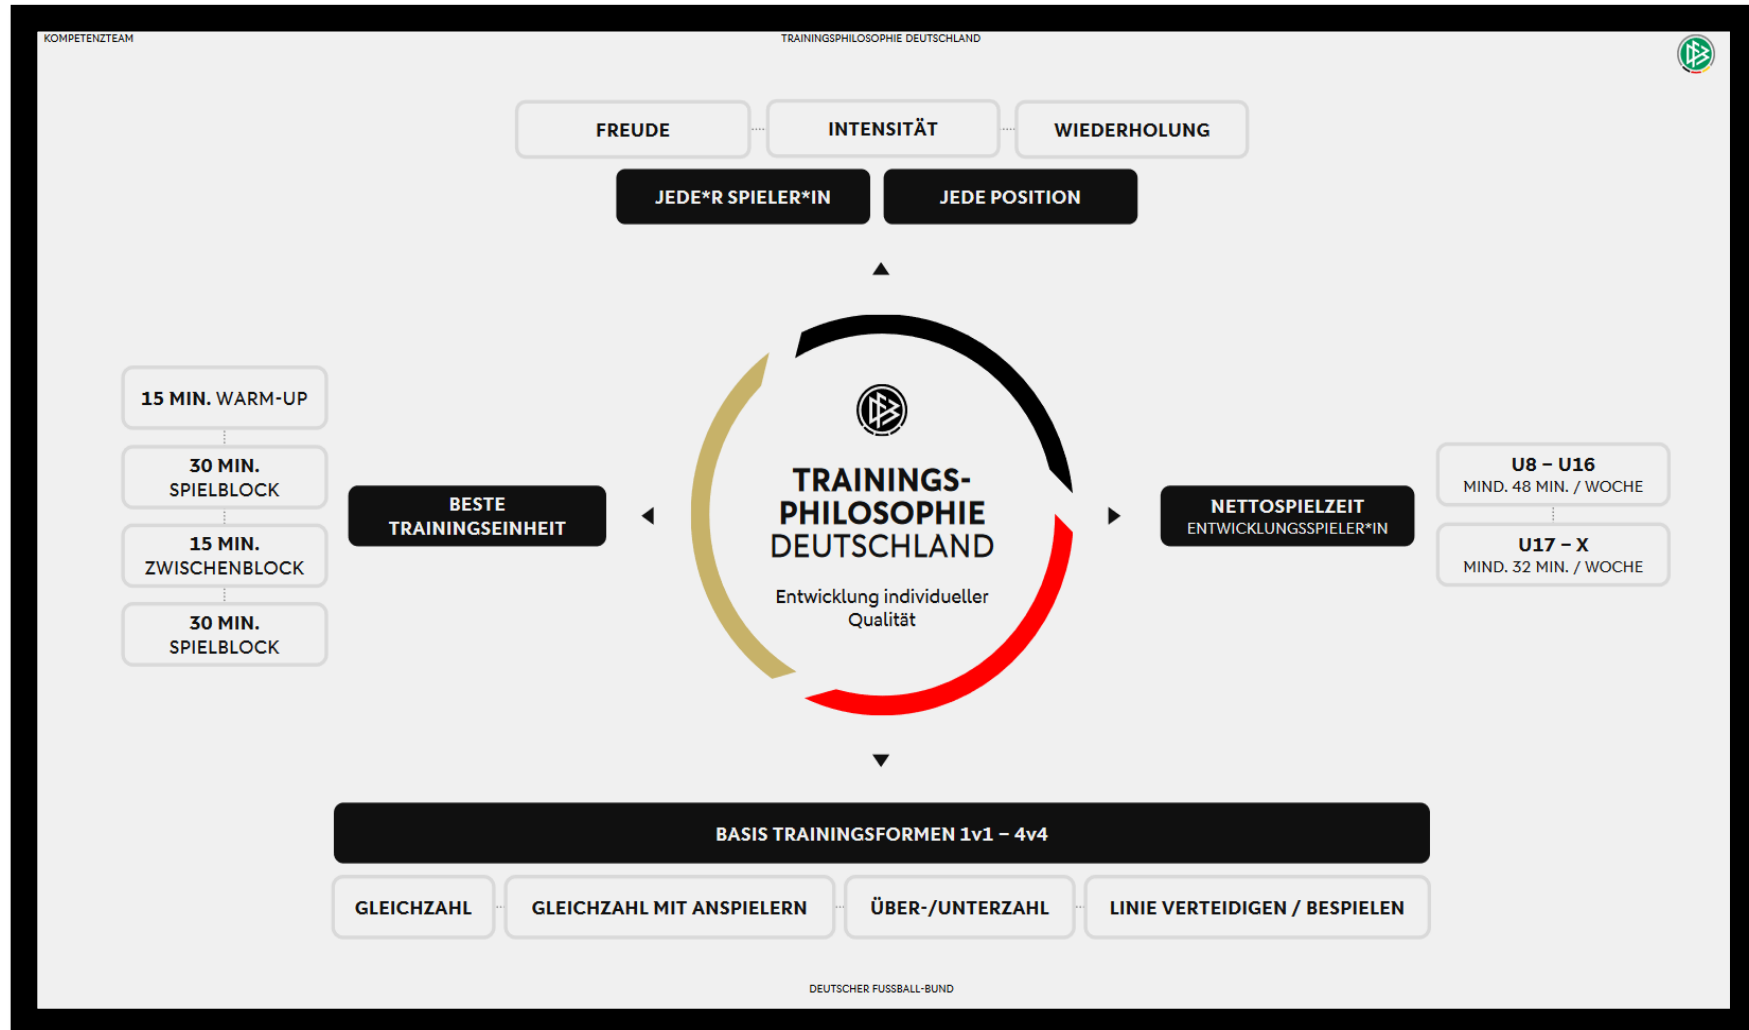 KOMPETENZTEAM
TRAININGSPHILOSOPHIE DEUTSCHLAND
DFB
FREUDE
INTENSITÄT
WIEDERHOLUNG
JEDE*R SPIELER*IN
JEDE POSITION
15 MIN. WARM-UP
30 MIN.
SPIELBLOCK
15 MIN.
ZWISCHENBLOCK
30 MIN.
SPIELBLOCK
BESTE
TRAININGSEINHEIT
DFB
TRAININGS-
PHILOSOPHIE
DEUTSCHLAND
Entwicklung individueller
Qualität
NETTOSPIELZEIT
ENTWICKLUNGSSPIELER*IN
U8 – U16
MIND. 48 MIN. / WOCHE
U17 – X
MIND. 32 MIN. / WOCHE
BASIS TRAININGSFORMEN 1v1 – 4v4
GLEICHZAHL
GLEICHZAHL MIT ANSPIELERN
ÜBER-/UNTERZAHL
LINIE VERTEIDIGEN / BESPIELEN
DEUTSCHER FUSSBALL-BUND